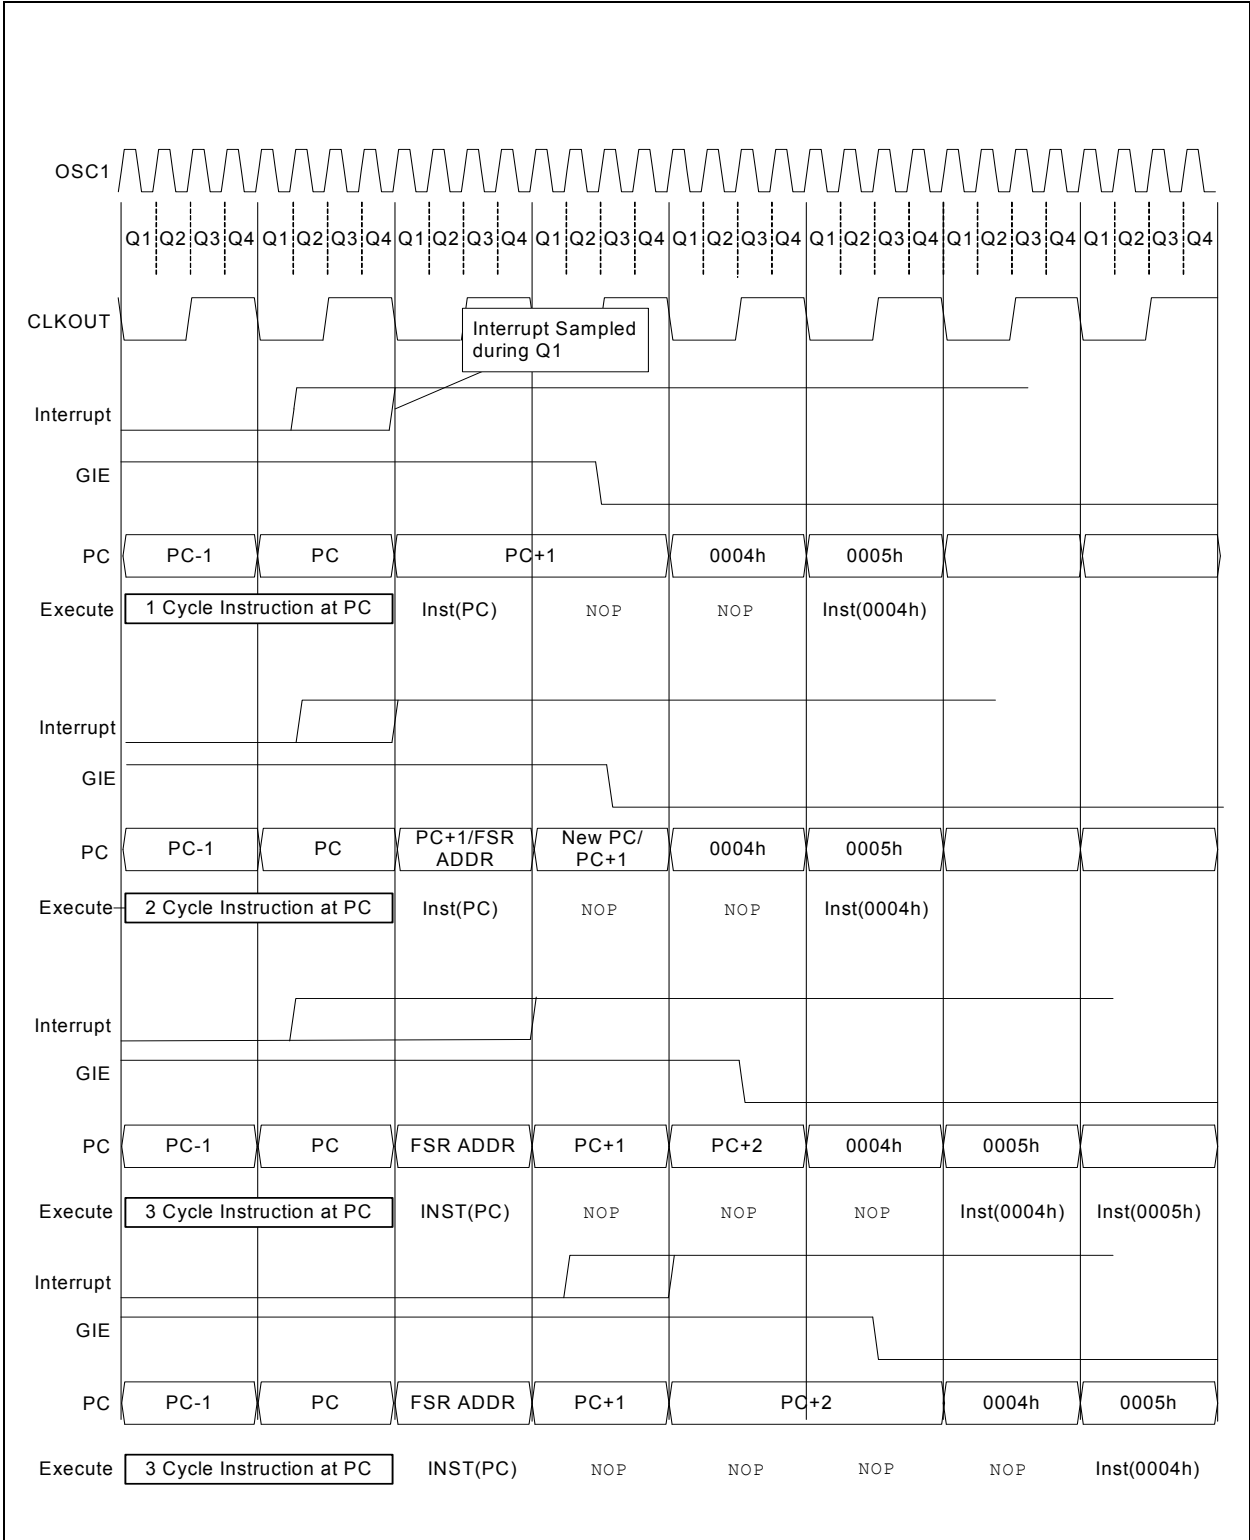 OSC1
Q1 Q2 Q3 Q4 Q1 Q2 Q3 Q4 Q1 Q2 Q3 Q4 Q1 Q2 Q3 Q4 Q1 Q2 Q3 Q4 Q1 Q2 Q3 Q4 Q1 Q2 Q3 Q4 Q1 Q2 Q3 Q4
CLKOUT
Interrupt Sampled
during Q1
Interrupt
GIE
PC PC-1 PC PC+1 0004h 0005h
Execute 1 Cycle Instruction at PC Inst(PC) NOP NOP Inst(0004h)
Interrupt
GIE
PC PC-1 PC PC+1/FSR ADDR New PC/ PC+1 0004h 0005h
Execute 2 Cycle Instruction at PC Inst(PC) NOP NOP Inst(0004h)
Interrupt
GIE
PC PC-1 PC FSR ADDR PC+1 PC+2 0004h 0005h
Execute 3 Cycle Instruction at PC INST(PC) NOP NOP NOP Inst(0004h) Inst(0005h)
Interrupt
GIE
PC PC-1 PC FSR ADDR PC+1 PC+2 0004h 0005h
Execute 3 Cycle Instruction at PC INST(PC) NOP NOP NOP NOP Inst(0004h)